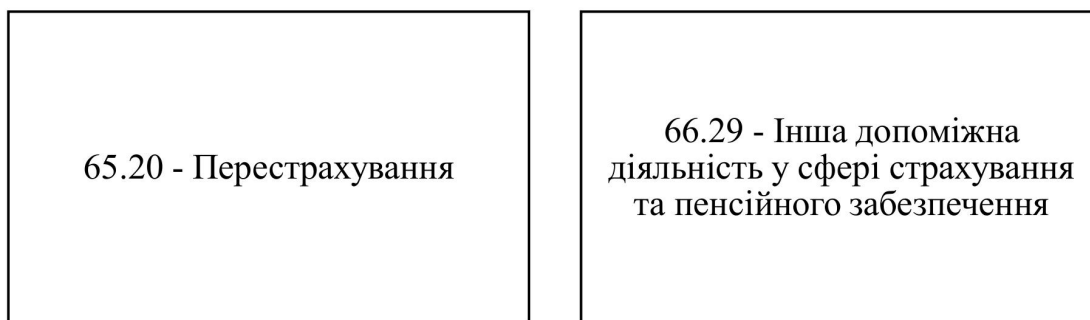 65.20 - Перестрахування
66.29 - Інша допоміжна
діяльність у сфері страхування
та пенсійного забезпечення